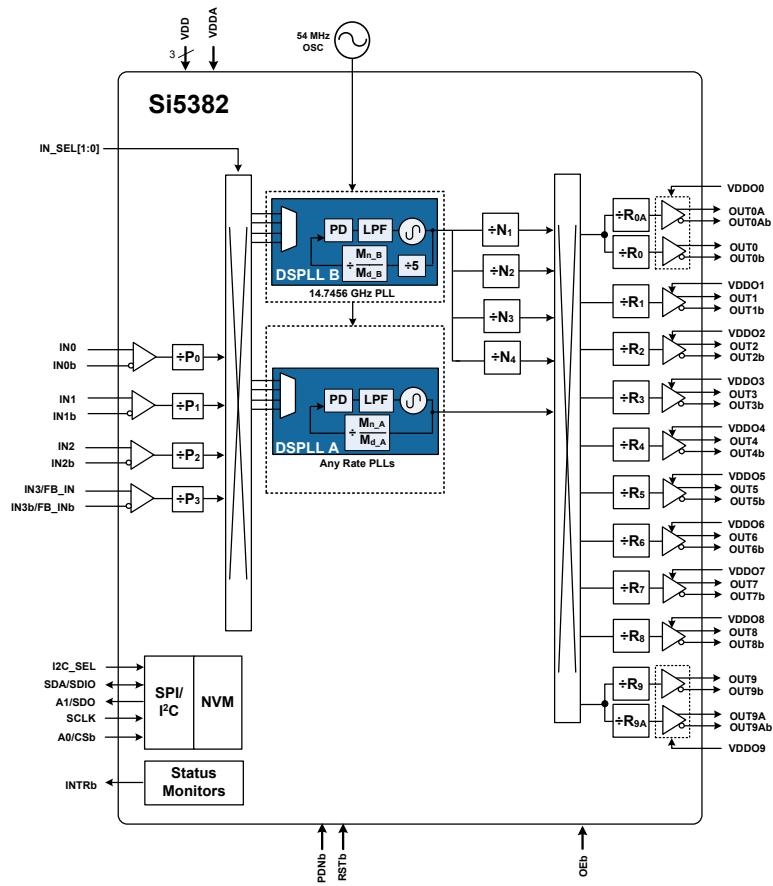 VDD
VDDA
3
54 MHz
OSC
Si5382
IN_SEL[1:0]
PD
LPF
÷ Mn_B
Md_B
÷5
DSPLL B
14.7456 GHz PLL
PD
LPF
÷ Mn_A
Md_A
DSPLL A
Any Rate PLLs
÷N1
÷N2
÷N3
÷N4
IN0
IN0b
÷P0
IN1
IN1b
÷P1
IN2
IN2b
÷P2
IN3/FB_IN
IN3b/FB_INb
÷P3
÷R0A
÷R0
÷R1
÷R2
÷R3
÷R4
÷R5
÷R6
÷R7
÷R8
÷R9
÷R9A
VDDO0
OUT0A
OUT0Ab
OUT0
OUT0b
VDDO1
OUT1
OUT1b
VDDO2
OUT2
OUT2b
VDDO3
OUT3
OUT3b
VDDO4
OUT4
OUT4b
VDDO5
OUT5
OUT5b
VDDO6
OUT6
OUT6b
VDDO7
OUT7
OUT7b
VDDO8
OUT8
OUT8b
OUT9
OUT9b
OUT9A
OUT9Ab
VDDO9
I2C_SEL
SDA/SDIO
A1/SDO
SCLK
A0/CSb
SPI/
I2C
NVM
INTRb
Status
Monitors
PDNb
RSTb
OEb